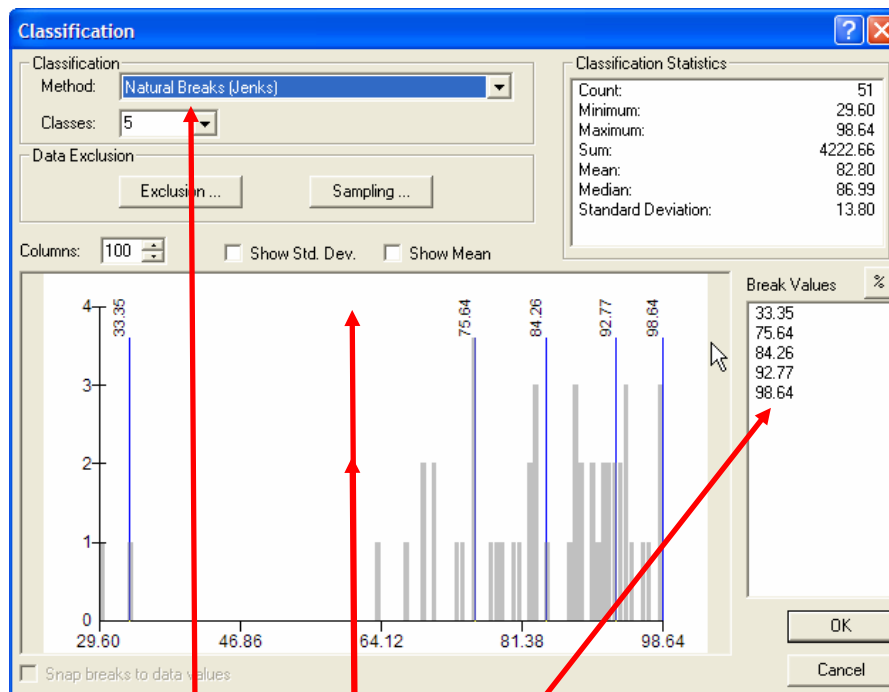 Classification
Classification
Method: Natural Breaks (Jenks)
Classes: 5
Data Exclusion
Exclusion ... Sampling ...
Classification Statistics
Count: 51
Minimum: 29.60
Maximum: 98.64
Sum: 4222.66
Mean: 82.80
Median: 86.99
Standard Deviation: 13.80
Columns: 100 Show Std. Dev. Show Mean
Break Values %
33.35
75.64
84.26
92.77
98.64
33.35 75.64 84.26 92.77 98.64
4
3
2
1
0
29.60 46.86 64.12 81.38 98.64
Snap breaks to data values
OK
Cancel